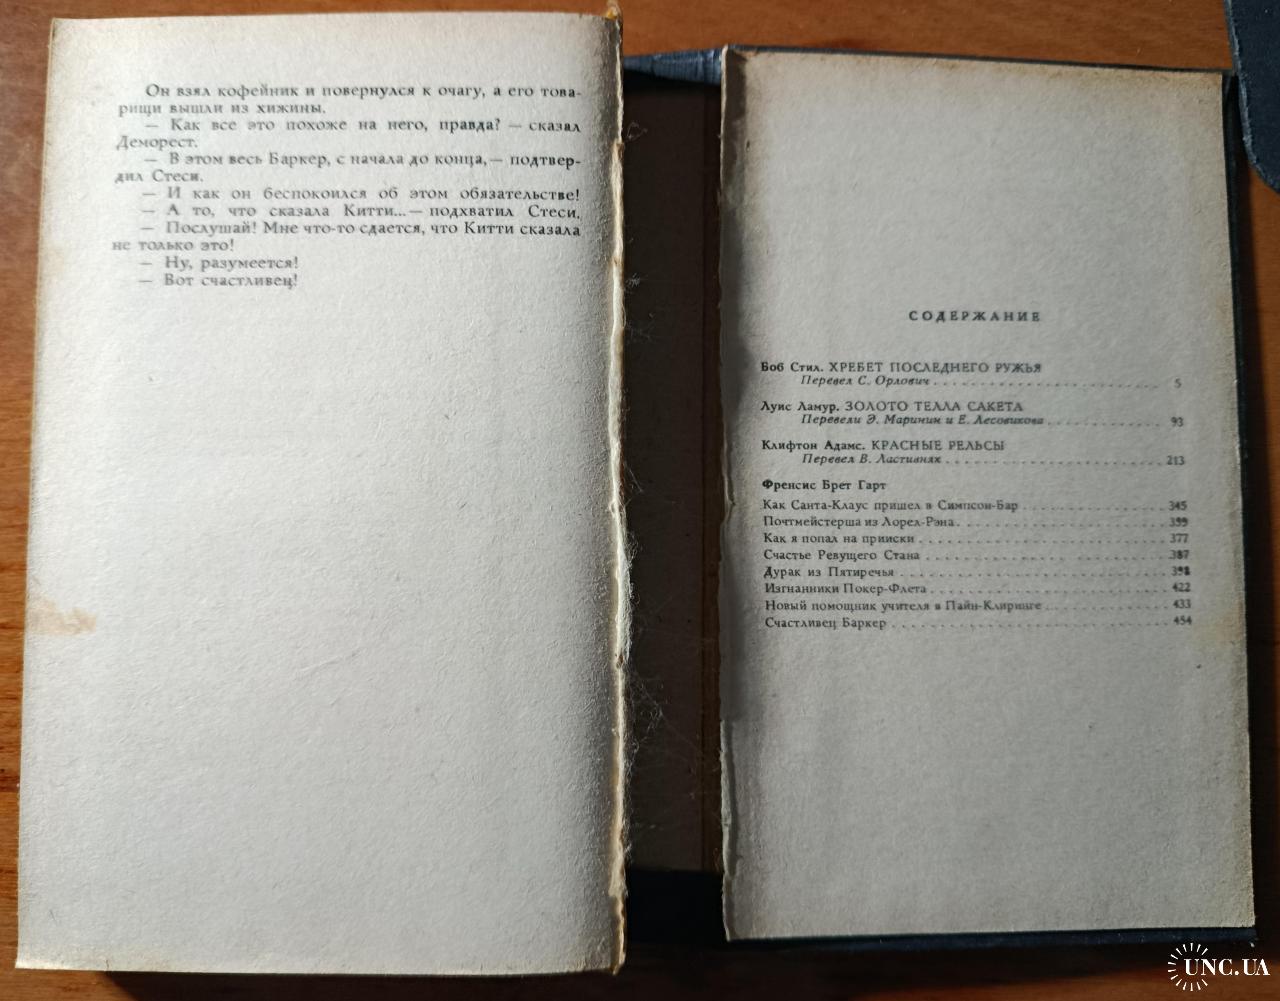 Он взял кофейник и повернулся к очагу, а его това-
рищи вышли из хижины.
— Как все это похоже на него, правда? — сказал
Деморест.
— В этом весь Баркер, с начала до конца,— подтвер-
дил Стеси.
— И как он беспокоился об этом обязательстве!
— А то, что сказала Китти...— подхватил Стеси.
— Послушай! Мне что-то сдается, что Китти сказала
не только это!
— Ну, разумеется!
— Вот счастливец!
СОДЕРЖАНИЕ
Боб Стил. ХРЕБЕТ ПОСЛЕДНЕГО РУЖЬЯ
Перевел С. Орлович . . . . . . . . . . . . . . . . . . . . 5
Луис Ламур. ЗОЛОТО ТЕЛЛА САКЕТА
Перевели Э. Маринин и Е. Лесовикова . . . . . . . . . . . . 93
Клифтон Адамс. КРАСНЫЕ РЕЛЬСЫ
Перевел В. Ластивнях . . . . . . . . . . . . . . . . . . . . 213
Френсис Брет Гарт
Как Санта-Клаус пришел в Симпсон-Бар . . . . . . . . . . . . 345
Почтмейстерша из Лорел-Рэна . . . . . . . . . . . . . . . .
Как я попал на прииски . . . . . . . . . . . . . . . . . . . 377
Счастье Ревущего Стана . . . . . . . . . . . . . . . . . . . 387
Дурак из Пятиречья . . . . . . . . . . . . . . . . . . . .
Изгнанники Покер-Флета . . . . . . . . . . . . . . . . . . . 422
Новый помощник учителя в Пайн-Клиринге . . . . . . . . . . . 433
Счастливец Баркер . . . . . . . . . . . . . . . . . . . . . 454
UNC.UA